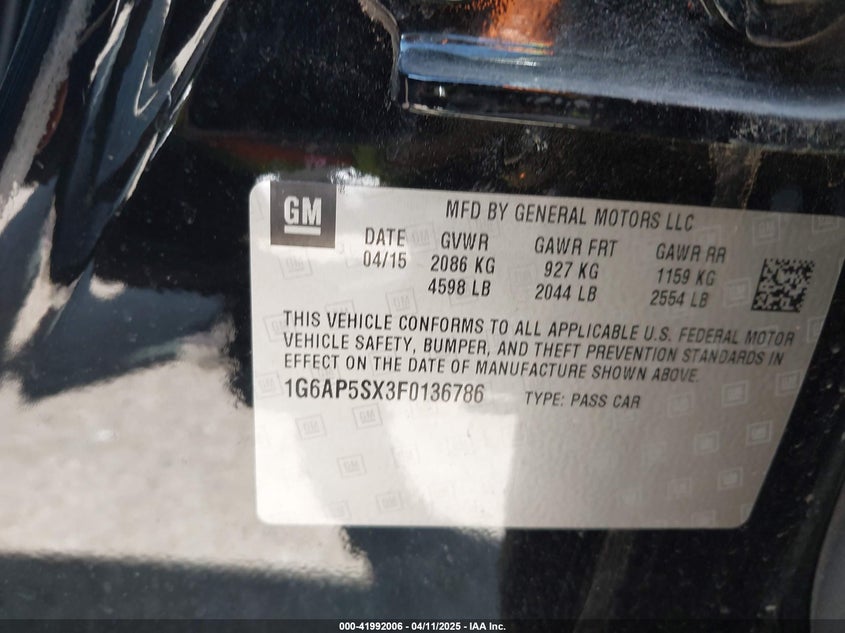 GM
MFD BY GENERAL MOTORS LLC
DATE GVWR GAWR FRT GAWR RR
04/15 2086 KG 927 KG 1159 KG
4598 LB 2044 LB 2554 LB
THIS VEHICLE CONFORMS TO ALL APPLICABLE U.S. FEDERAL MOTOR
VEHICLE SAFETY, BUMPER, AND THEFT PREVENTION STANDARDS IN
EFFECT ON THE DATE OF MANUFACTURE SHOWN ABOVE.
1G6AP5SX3F0136786 TYPE: PASS CAR
000-41992006 - 04/11/2025 - IAA Inc.